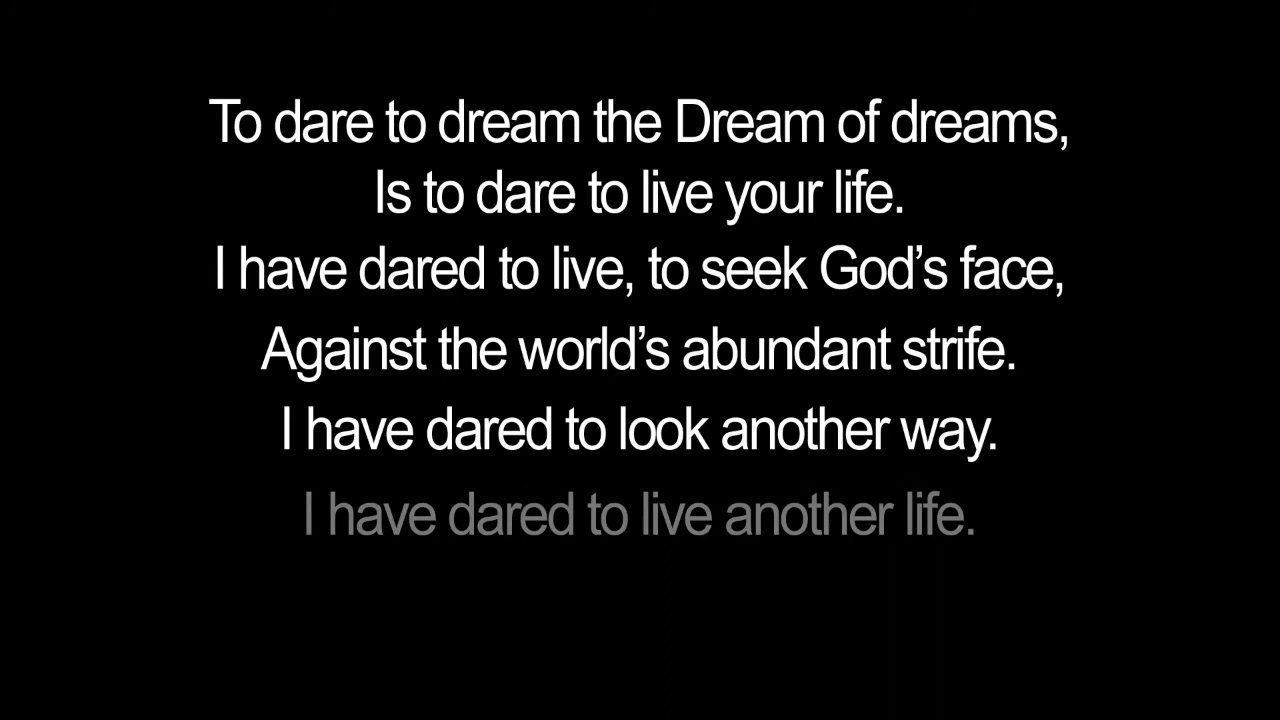 To dare to dream the Dream of dreams,
Is to dare to live your life.
I have dared to live, to seek God’s face,
Against the world’s abundant strife.
I have dared to look another way.
I have dared to live another life.